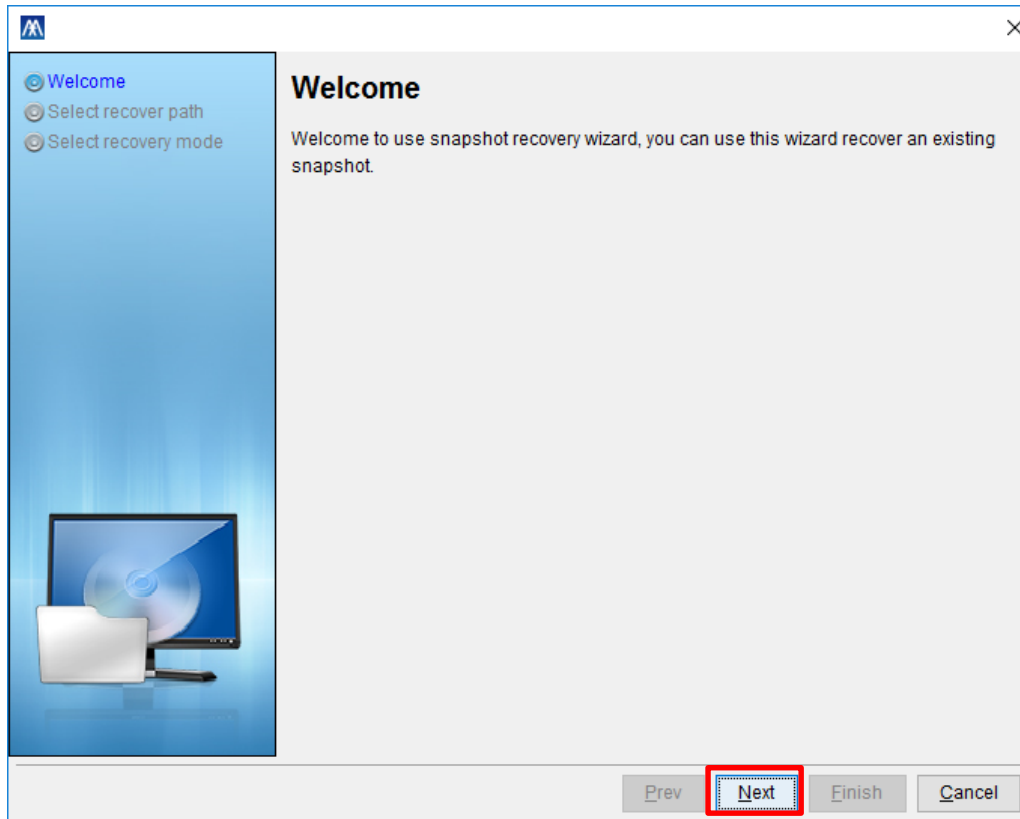 Welcome
Select recover path
Select recovery mode
Welcome
Welcome to use snapshot recovery wizard, you can use this wizard recover an existing
snapshot.
Prev Next Finish Cancel